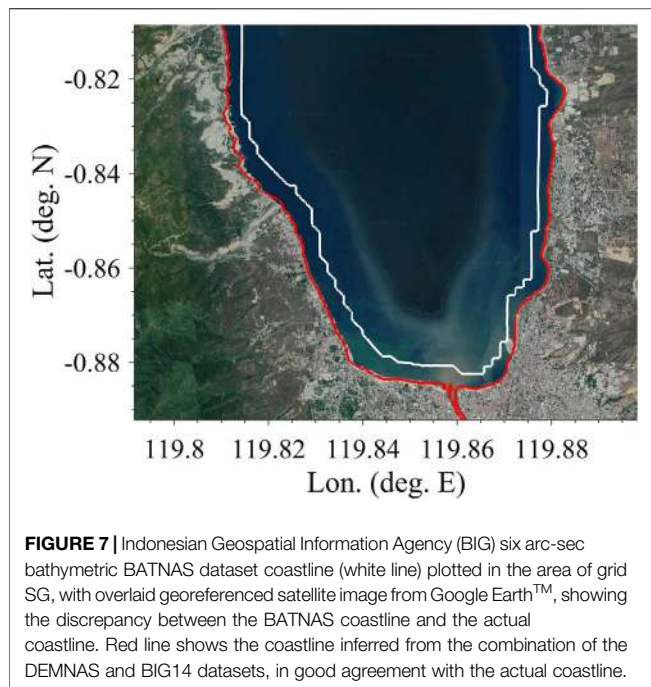 -0.82
-0.84
-0.86
-0.88
Lat. (deg. N)
119.8 119.82 119.84 119.86 119.88
Lon. (deg. E)
FIGURE 7 | Indonesian Geospatial Information Agency (BIG) six arc-sec
bathymetric BATNAS dataset coastline (white line) plotted in the area of grid
SG, with overlaid georeferenced satellite image from Google Earth™, showing
the discrepancy between the BATNAS coastline and the actual
coastline. Red line shows the coastline inferred from the combination of the
DEMNAS and BIG14 datasets, in good agreement with the actual coastline.